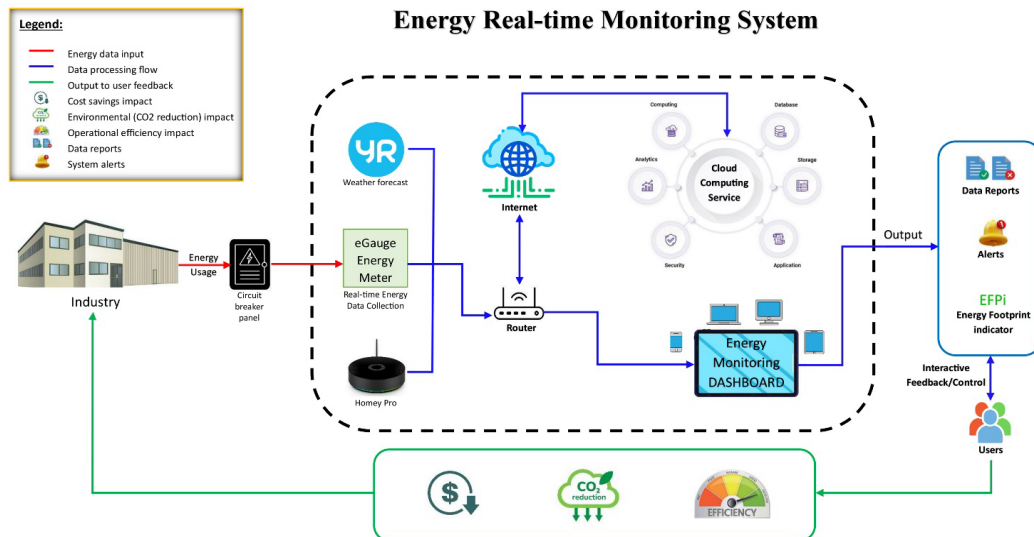 Energy Real-time Monitoring System
Legend:
Energy data input
Data processing flow
Output to user feedback
Cost savings impact
Environmental (CO2 reduction) impact
Operational efficiency impact
Data reports
System alerts
YR
Weather forecast
eGauge
Energy
Meter
Real-time Energy
Data Collection
Homey Pro
Industry
Energy
Usage
Circuit
breaker
panel
Internet
Router
Computing
Database
Analytics
Storage
Security
Application
Cloud
Computing
Service
Energy
Monitoring
DASHBOARD
Output
Data Reports
Alerts
EFPi
Energy Footprint
indicator
Interactive
Feedback/Control
Users
$
CO2
reduction
EFFICIENCY